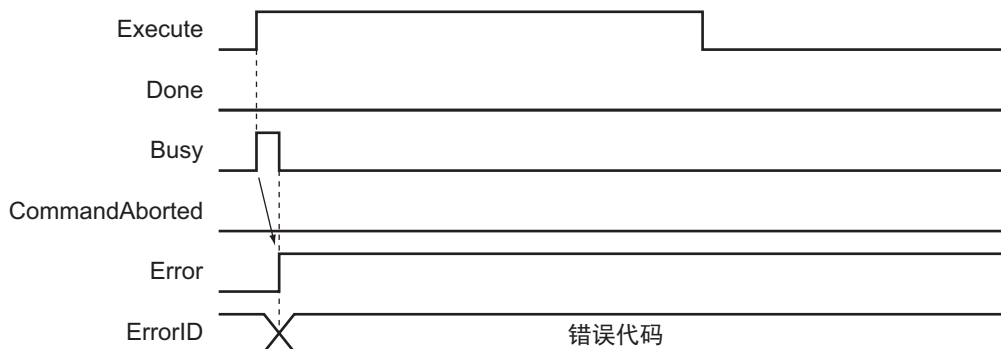 Execute
Done
Busy
CommandAborted
Error
ErrorID
错误代码